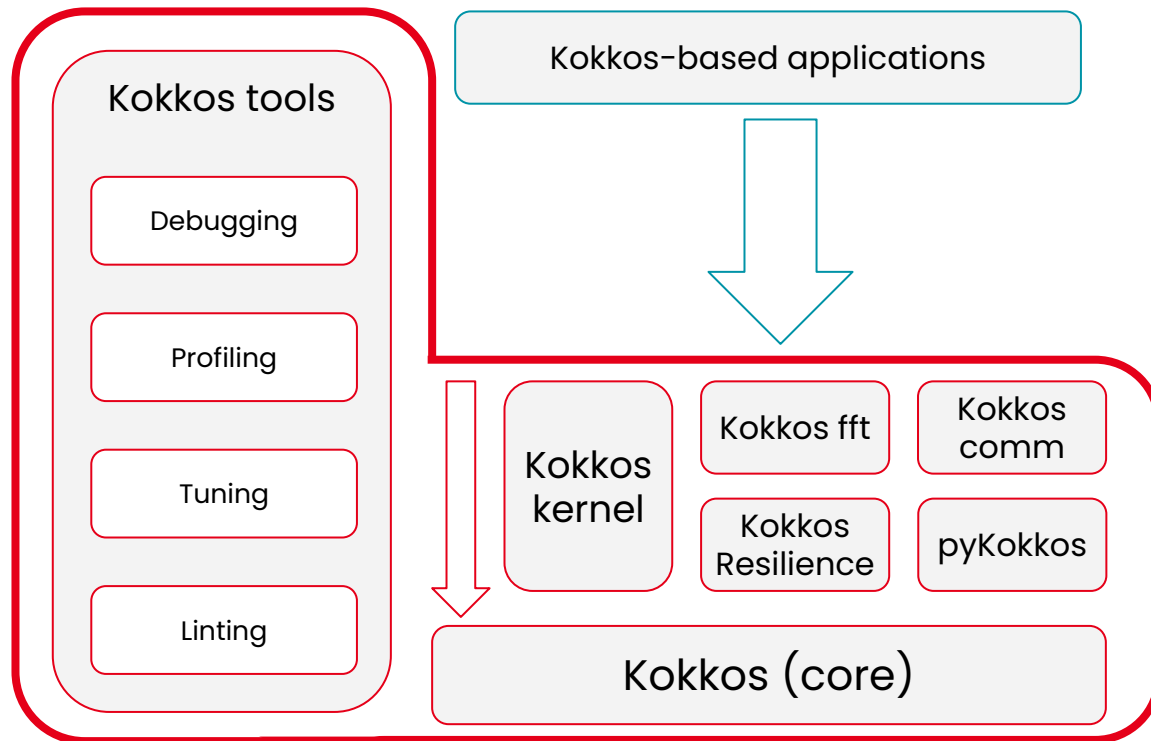 Kokkos-based applications
Kokkos tools
Debugging
Profiling
Tuning
Linting
Kokkos
kernel
Kokkos fft
Kokkos
comm
Kokkos
Resilience
pyKokkos
Kokkos (core)